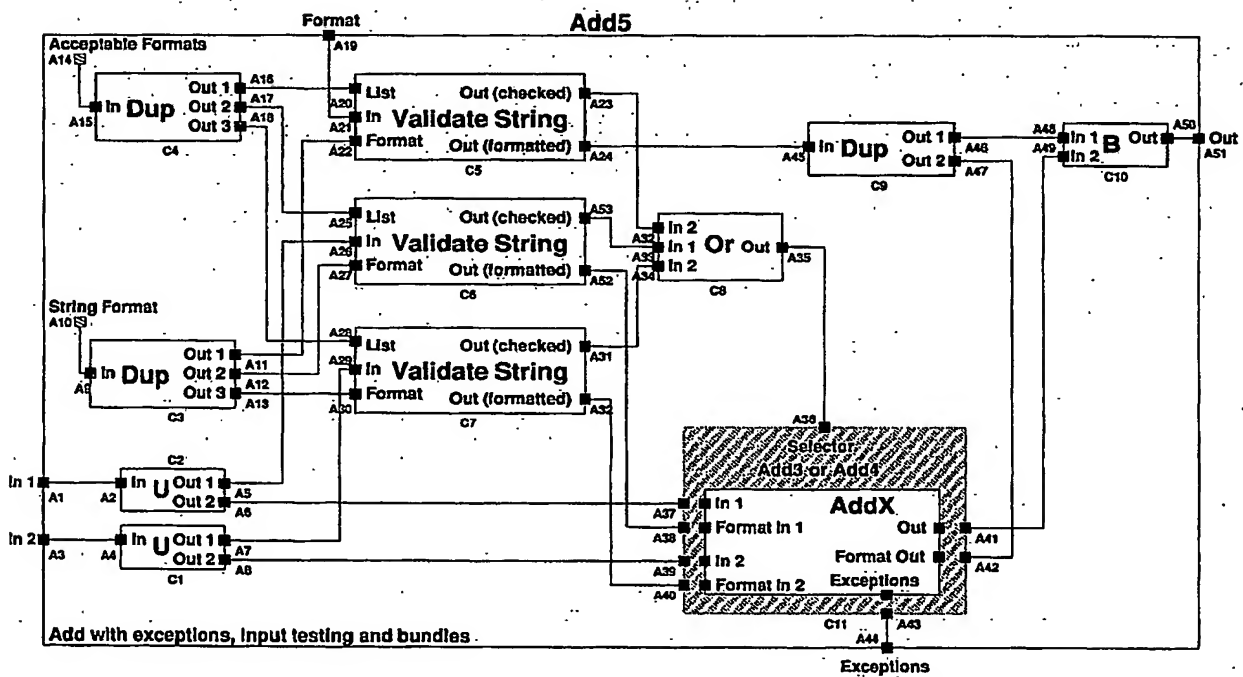 Add5
Format
A19
Acceptable Formats
A14
In Dup Out 1
Out 2
Out 3
A15
A16
A17
A18
C4
List Out (checked)
In Validate String
Format Out (formatted)
A20
A21
A22
A23
A24
C5
In Dup Out 1
Out 2
A45
A46
A47
C9
In 1 B Out
In 2
A48
A49
A50
C10
Out
A51
List Out (checked)
In Validate String
Format Out (formatted)
A25
A26
A27
A53
A52
C6
In 2
In 1 Or Out
In 2
A32
A33
A34
A35
C8
String Format
A10
In Dup Out 1
Out 2
Out 3
A9
A11
A12
A13
C3
List Out (checked)
In Validate String
Format Out (formatted)
A28
A29
A30
A31
A32
C7
A36
Selector
Add3 or Add4
In 1 AddX
Format In 1 Out
In 2 Format Out
Format In 2 Exceptions
A37
A38
A39
A40
A41
A42
C11
A43
A44
Exceptions
C2
In 1
A1
A2
In U Out 1
Out 2
A5
A6
In 2
A3
A4
In U Out 1
Out 2
A7
A8
C1
Add with exceptions, input testing and bundles